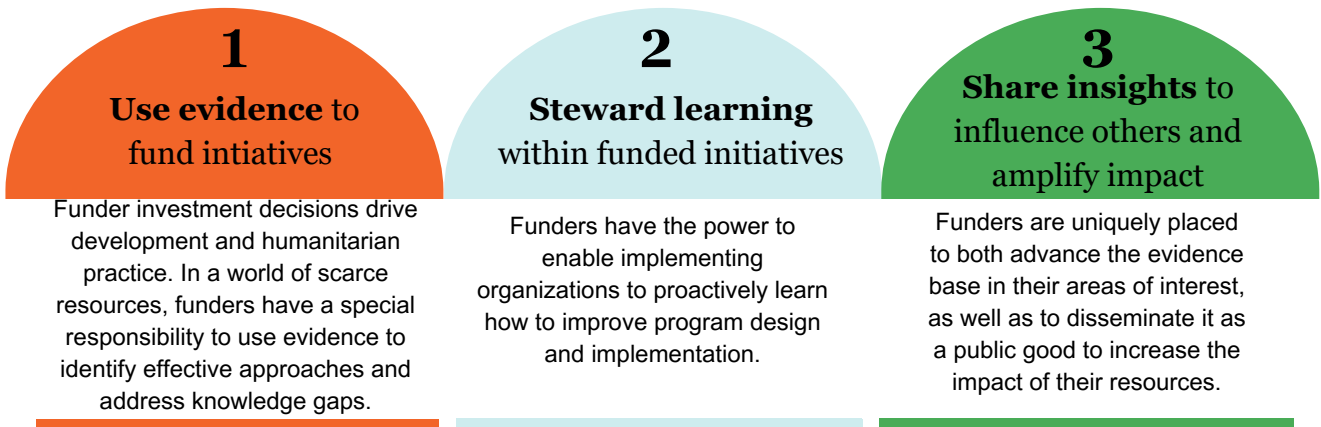 1
Use evidence to
fund intiatives
Funder investment decisions drive
development and humanitarian
practice. In a world of scarce
resources, funders have a special
responsibility to use evidence to
identify effective approaches and
address knowledge gaps.
2
Steward learning
within funded initiatives
Funders have the power to
enable implementing
organizations to proactively learn
how to improve program design
and implementation.
3
Share insights to
influence others and
amplify impact
Funders are uniquely placed
to both advance the evidence
base in their areas of interest,
as well as to disseminate it as
a public good to increase the
impact of their resources.